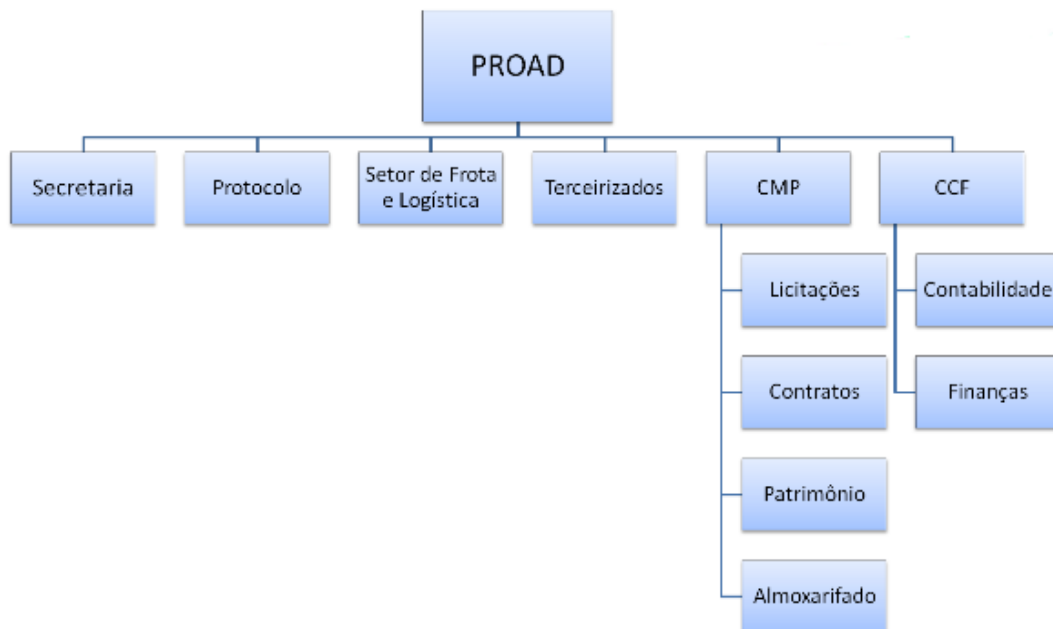 PROAD
Secretaria
Protocolo
Setor de Frota
e Logística
Terceirizados
CMP
CCF
Licitações
Contabilidade
Contratos
Finanças
Patrimônio
Almoxarifado